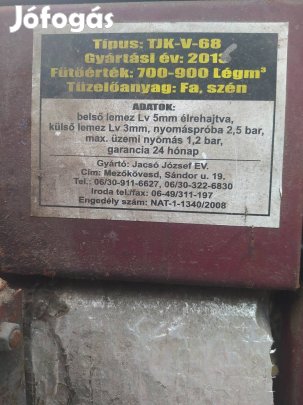 Jófogás
Típus: TJK-V-68
Gyártási év: 2013
Fűtőérték: 700-900 Légm³
Tüzelőanyag: Fa, szén
ADATOK:
belső lemez Lv 5mm élrehajtva,
külső lemez Lv 3mm, nyomáspróba 2,5 bar,
max. üzemi nyomás 1,2 bar,
garancia 24 hónap
Gyártó: Jacsó József EV.
Cím: Mezőkövesd, Sándor u. 19.
Tel.: 06/30-911-6627, 06/30-322-6830
Iroda tel./fax: 06-49/311-197
Engedély szám: NAT-1-1340/2008
Jófogás